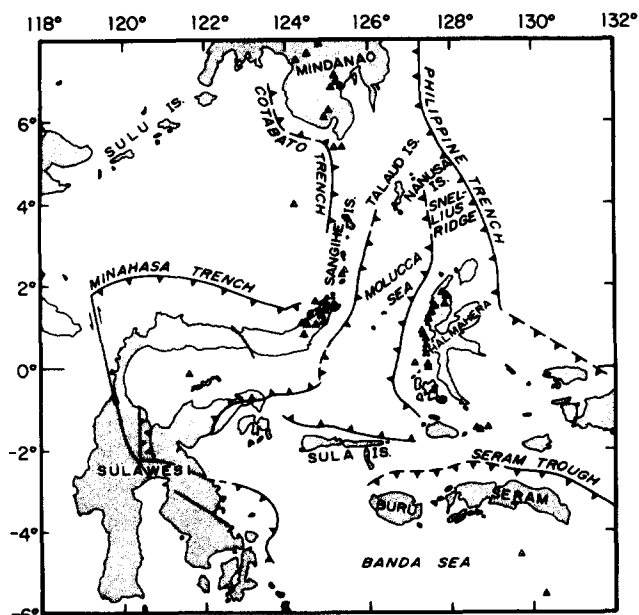 118° 120° 122° 124° 126° 128° 130° 132°
MINDANAO
COTABATO TRENCH
PHILIPPINE TRENCH
SULU IS.
6°
TALAUD IS.
NANUSA IS.
SNEL-
LIUS
RIDGE
4°
SANGIHE IS.
MINAHASA TRENCH
MOLUCCA
SEA
2°
HALMAHERA
0°
-2°
SULAWESI
SULA IS.
SERAM TROUGH
-4°
BURU
SERAM
BANDA SEA
-6°